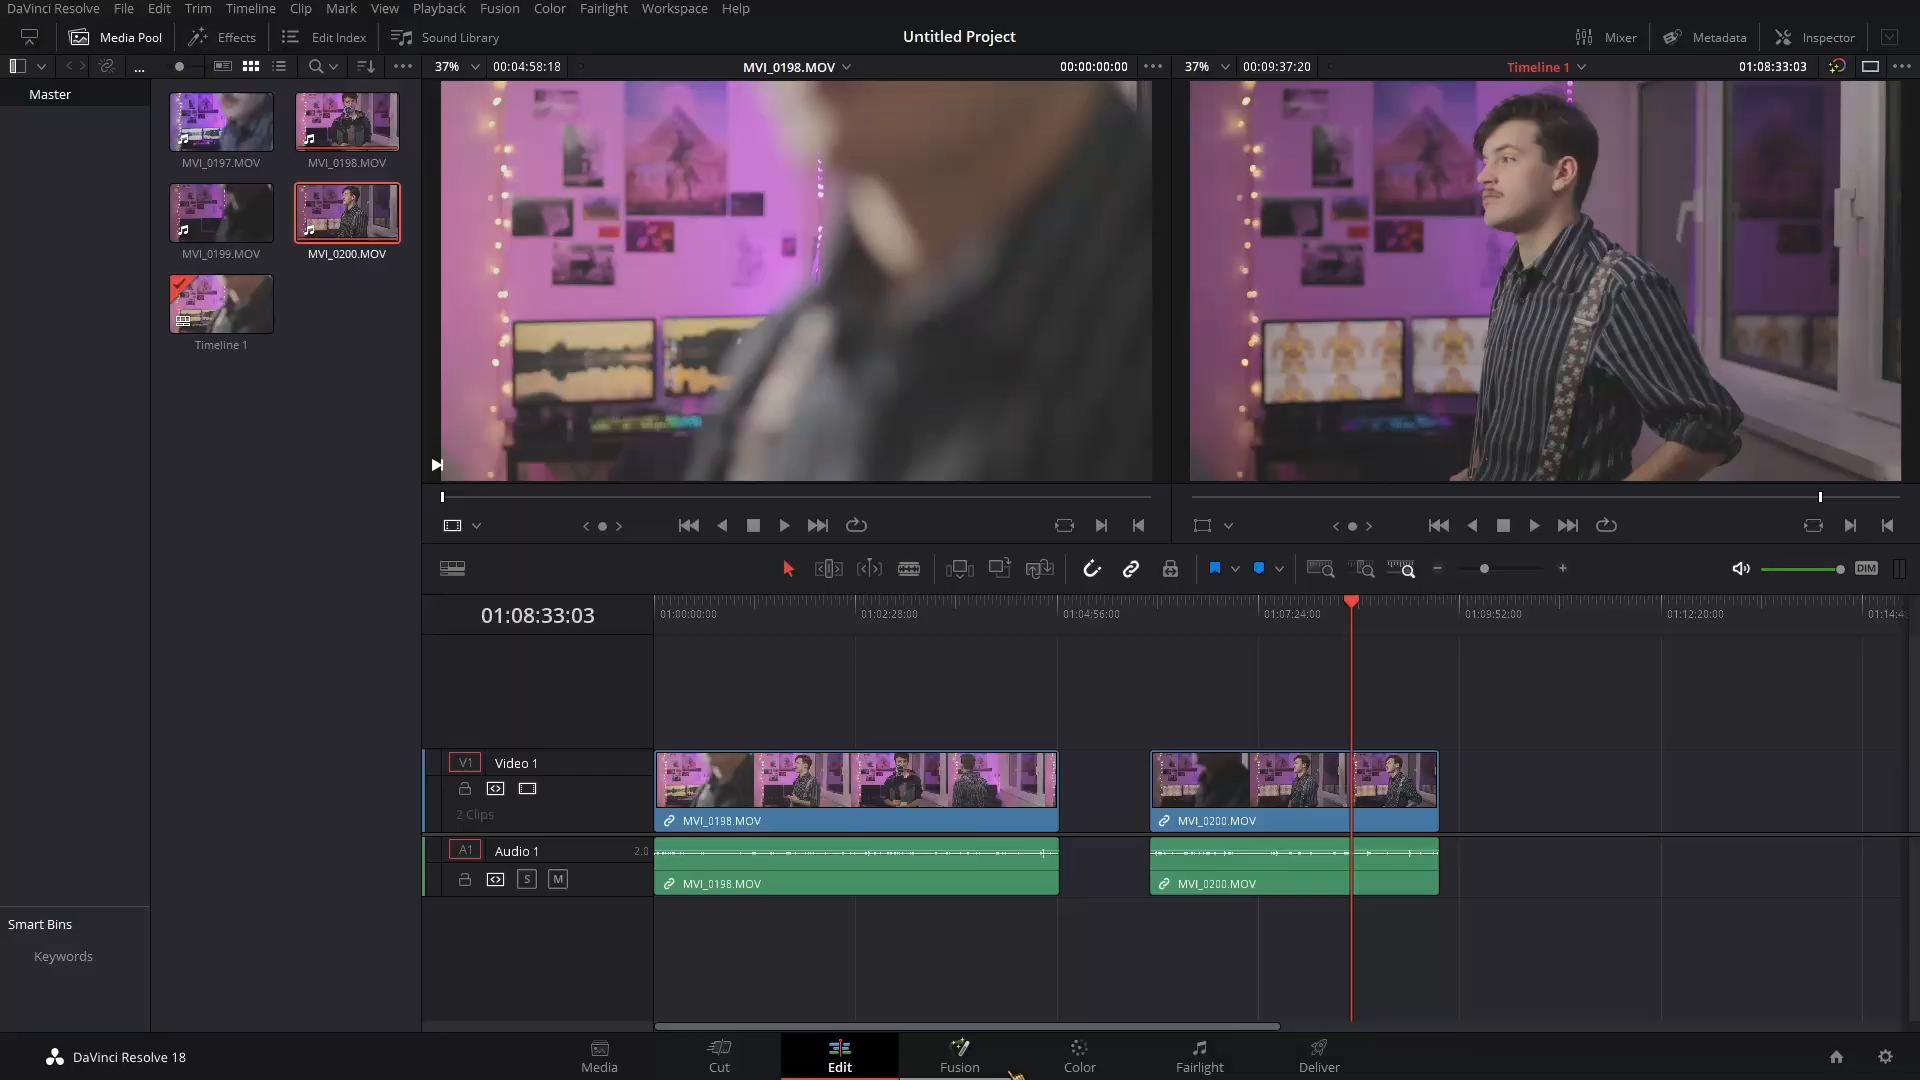 DaVinci Resolve File Edit Trim Timeline Clip Mark View Playback Fusion Color Fairlight Workspace Help
Media Pool Effects Edit Index Sound Library Untitled Project Mixer Metadata Inspector
... 37% 00:04:58:18 MVI_0198.MOV 00:00:00:00 37% 00:09:37:20 Timeline 1 01:08:33:03
Master
MVI_0197.MOV MVI_0198.MOV
MVI_0199.MOV MVI_0200.MOV
Timeline 1
DIM
01:08:33:03 01:00:00:00 01:02:28:00 01:04:56:00 01:07:24:00 01:09:52:00 01:12:20:00 01:14:4
V1 Video 1
2 Clips
MVI_0198.MOV MVI_0200.MOV
A1 Audio 1 2.0
S M
MVI_0198.MOV MVI_0200.MOV
Smart Bins
Keywords
DaVinci Resolve 18 Media Cut Edit Fusion Color Fairlight Deliver